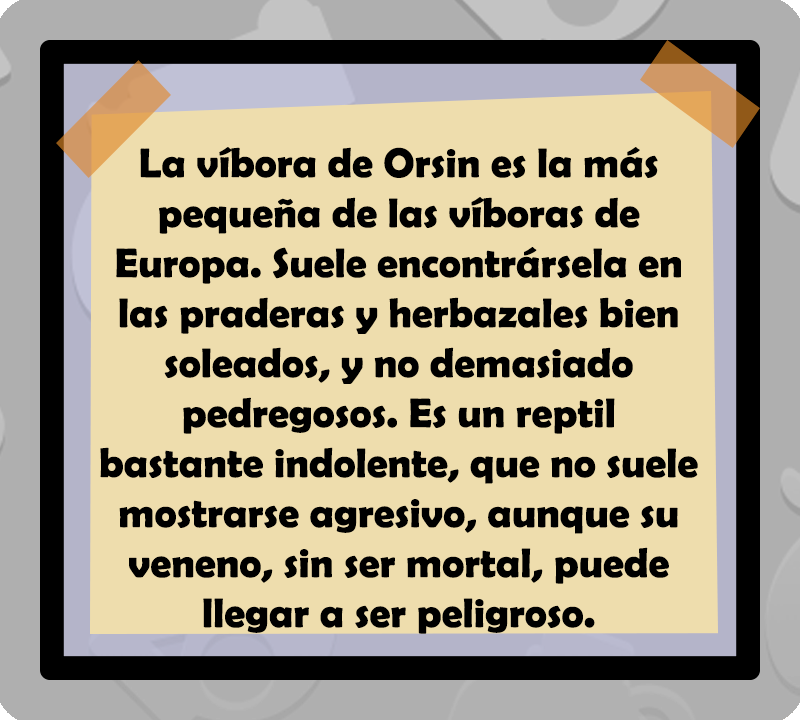 La víbora de Orsin es la más
pequeña de las víboras de
Europa. Suele encontrársela en
las praderas y herbazales bien
soleados, y no demasiado
pedregosos. Es un reptil
bastante indolente, que no suele
mostrarse agresivo, aunque su
veneno, sin ser mortal, puede
llegar a ser peligroso.